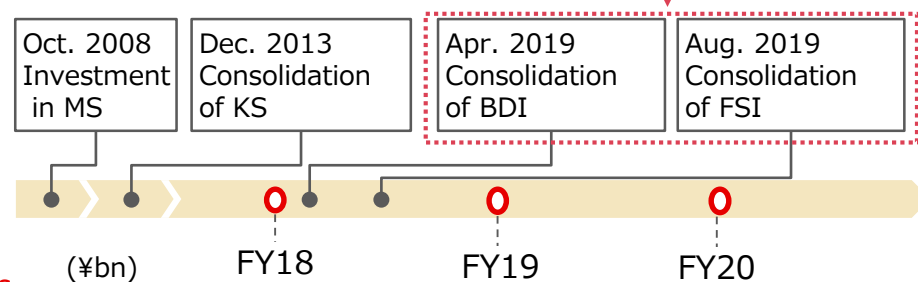 Oct. 2008
Investment
in MS
Dec. 2013
Consolidation
of KS
Apr. 2019
Consolidation
of BDI
Aug. 2019
Consolidation
of FSI
(¥bn)
FY18
FY19
FY20